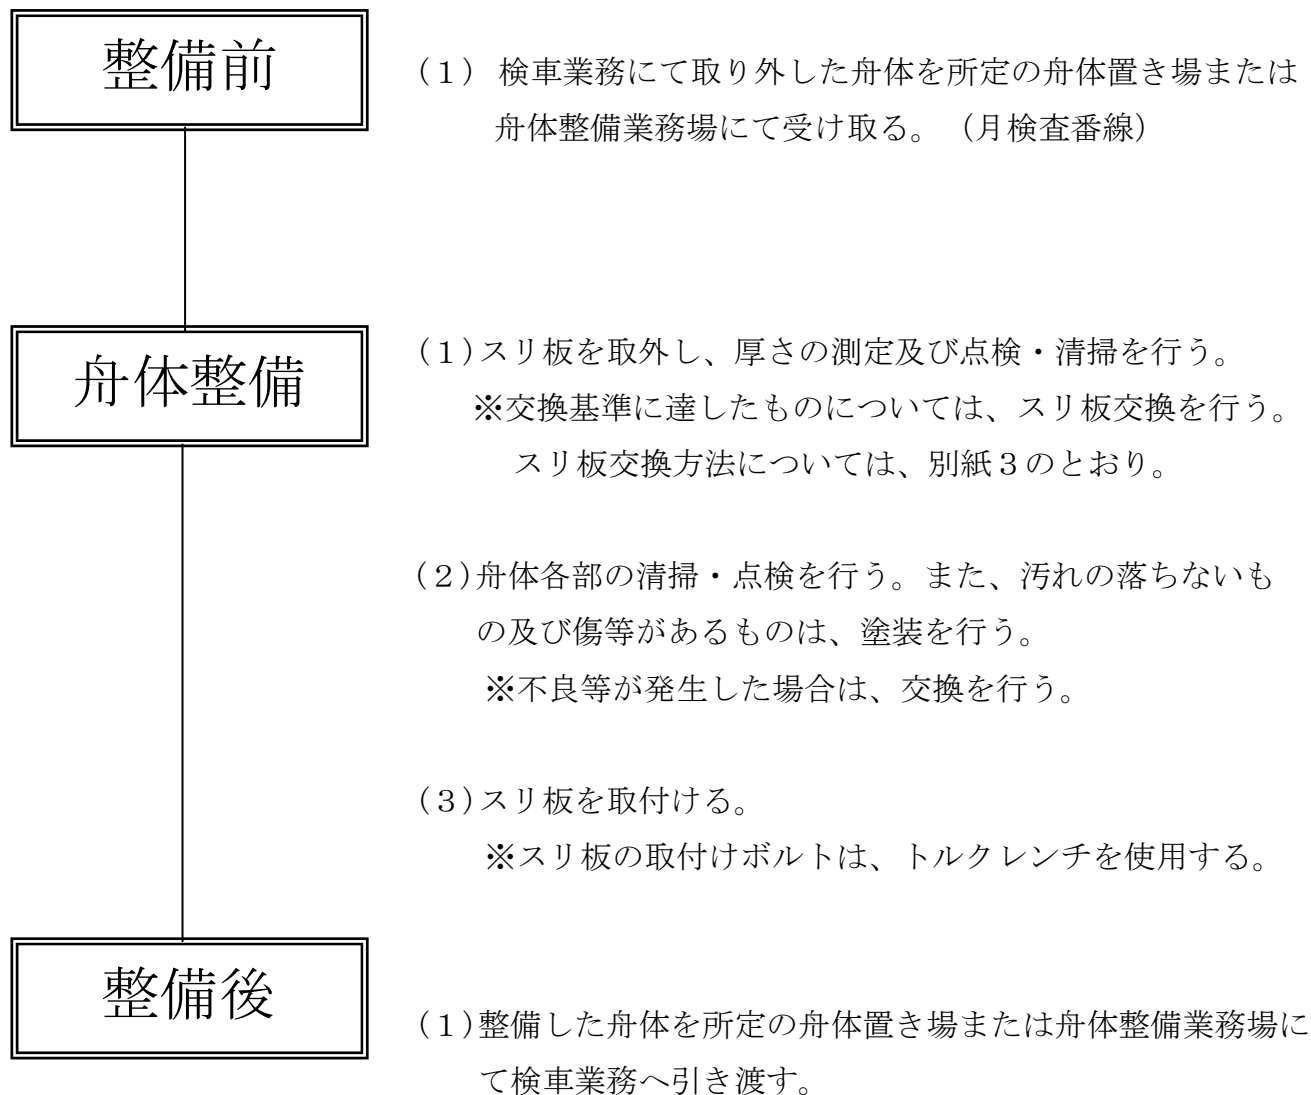 整備前
(１) 検車業務にて取り外した舟体を所定の舟体置き場または
舟体整備業務場にて受け取る。（月検査番線）
舟体整備
(１)スリ板を取外し、厚さの測定及び点検・清掃を行う。
※交換基準に達したものについては、スリ板交換を行う。
スリ板交換方法については、別紙３のとおり。
(２)舟体各部の清掃・点検を行う。また、汚れの落ちないも
の及び傷等があるものは、塗装を行う。
※不良等が発生した場合は、交換を行う。
(３)スリ板を取付ける。
※スリ板の取付けボルトは、トルクレンチを使用する。
整備後
(１)整備した舟体を所定の舟体置き場または舟体整備業務場に
て検車業務へ引き渡す。